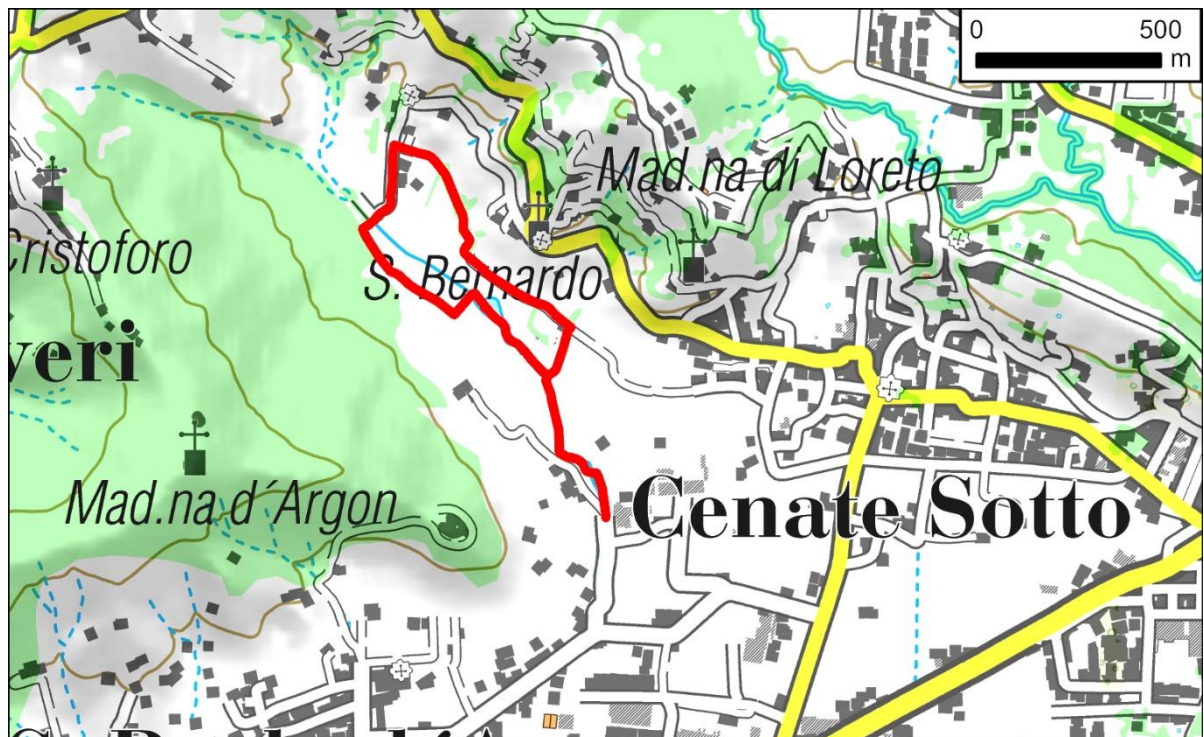 0 500
m
Mad.na di Loreto
Cristoforo
S. Bernardo
veri
Mad.na d´Argon
Cenate Sotto